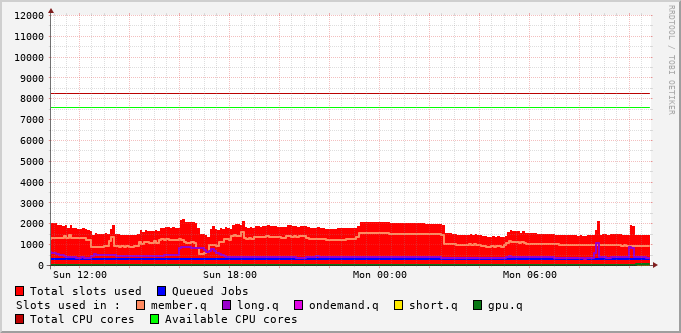 RRDTOOL / TOBI OETIKER
12000
11000
10000
9000
8000
7000
6000
5000
4000
3000
2000
1000
0
Sun 12:00 Sun 18:00 Mon 00:00 Mon 06:00
Total slots used Queued Jobs
Slots used in : member.q long.q ondemand.q short.q gpu.q
Total CPU cores Available CPU cores